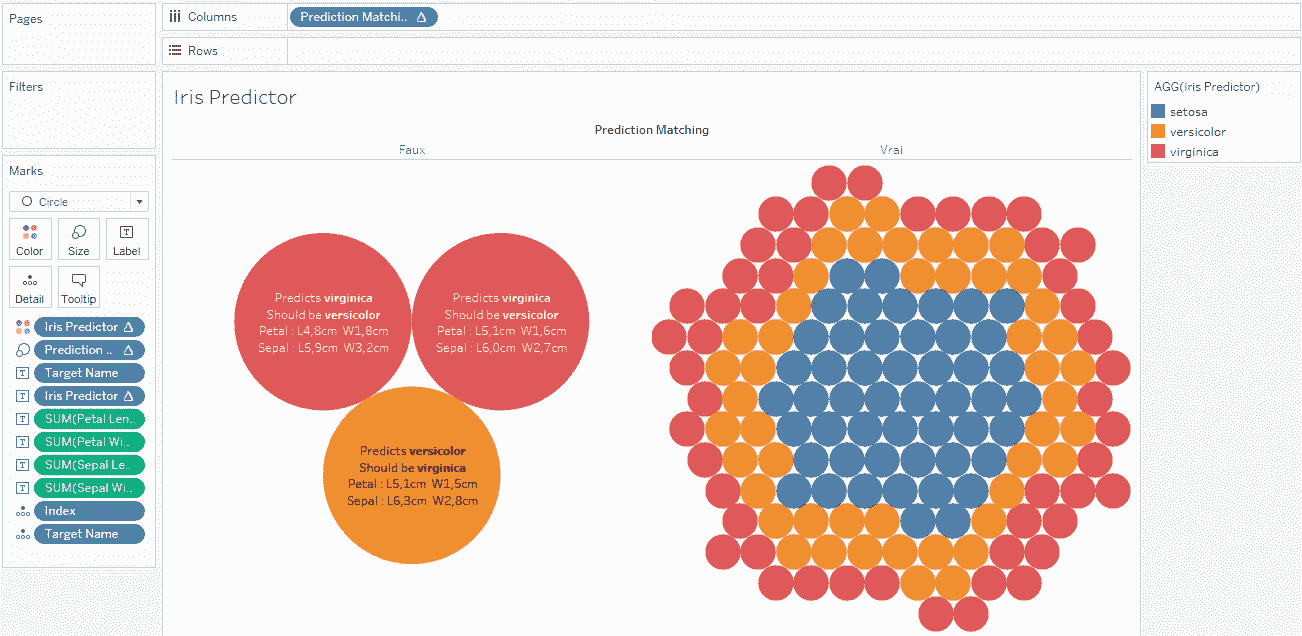 Pages
Columns
Prediction Matchi..
Rows
Filters
Iris Predictor
AGG(Iris Predictor)
setosa
versicolor
virginica
Prediction Matching
Faux
Vrai
Marks
Circle
Color
Size
Label
Detail
Tooltip
Iris Predictor
Prediction ..
Target Name
Iris Predictor
SUM(Petal Len..
SUM(Petal Wi..
SUM(Sepal Le..
SUM(Sepal Wi..
Index
Target Name
Predicts virginica
Should be versicolor
Petal : L4,8cm W1,8cm
Sepal : L5,9cm W3,2cm
Predicts virginica
Should be versicolor
Petal : L5,1cm W1,6cm
Sepal : L6,0cm W2,7cm
Predicts versicolor
Should be virginica
Petal : L5,1cm W1,5cm
Sepal : L6,3cm W2,8cm